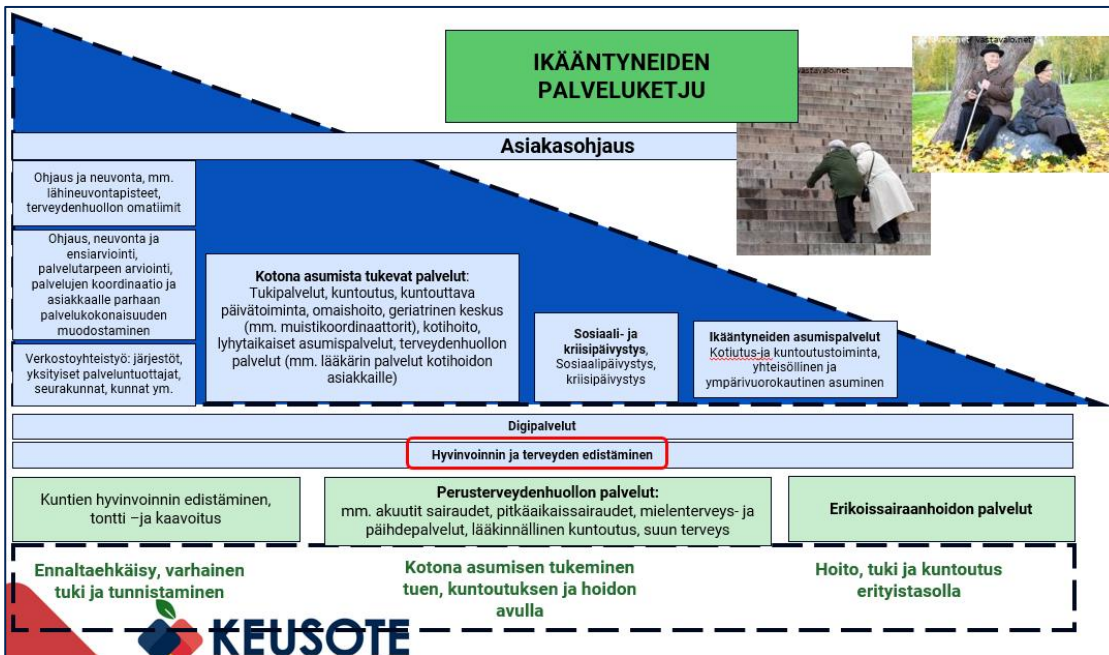 IKÄÄNTYNEIDEN
PALVELUKETJU
vastavalo.net
vastavalo.net
Asiakasohjaus
Ohjaus ja neuvonta, mm.
lähineuvontapisteet,
terveydenhuollon omatiimit
Ohjaus, neuvonta ja
ensiarviointi,
palvelutarpeen arviointi,
palvelujen koordinaatio ja
asiakkaalle parhaan
palvelukokonaisuuden
muodostaminen
Verkostoyhteistyö: järjestöt,
yksityiset palveluntuottajat,
seurakunnat, kunnat ym.
Kotona asumista tukevat palvelut:
Tukipalvelut, kuntoutus, kuntouttava
päivätoiminta, omaishoito, geriatrinen keskus
(mm. muistikoordinaattorit), kotihoito,
lyhytaikaiset asumispalvelut, terveydenhuollon
palvelut (mm. lääkärin palvelut kotihoidon
asiakkaille)
Sosiaali- ja
kriisipäivystys,
Sosiaalipäivystys,
kriisipäivystys
Ikääntyneiden asumispalvelut
Kotiutus-ja kuntoutustoiminta,
yhteisöllinen ja
ympärivuorokautinen asuminen
Digipalvelut
Hyvinvoinnin ja terveyden edistäminen
Kuntien hyvinvoinnin edistäminen,
tontti –ja kaavoitus
Perusterveydenhuollon palvelut:
mm. akuutit sairaudet, pitkäaikaissairaudet, mielenterveys- ja
päihdepalvelut, lääkinnällinen kuntoutus, suun terveys
Erikoissairaanhoidon palvelut
Ennaltaehkäisy, varhainen
tuki ja tunnistaminen
Kotona asumisen tukeminen
tuen, kuntoutuksen ja hoidon
avulla
Hoito, tuki ja kuntoutus
erityistasolla
KEUSOTE